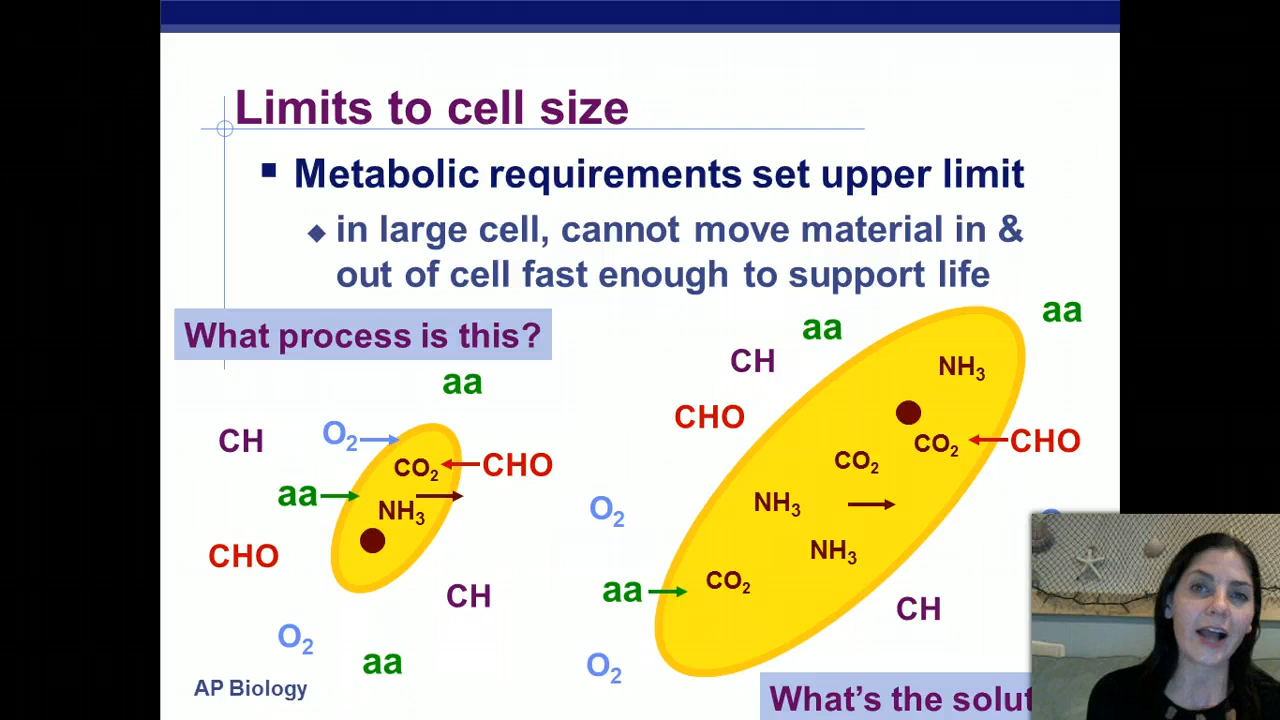 Limits to cell size
Metabolic requirements set upper limit
in large cell, cannot move material in &
out of cell fast enough to support life
What process is this?
aa
CH
O₂
CO₂
CHO
aa
NH₃
CHO
CH
O₂
aa
aa
aa
CH
NH₃
CHO
CO₂
CHO
CO₂
NH₃
O₂
NH₃
aa
CO₂
CH
O₂
AP Biology
What's the solut